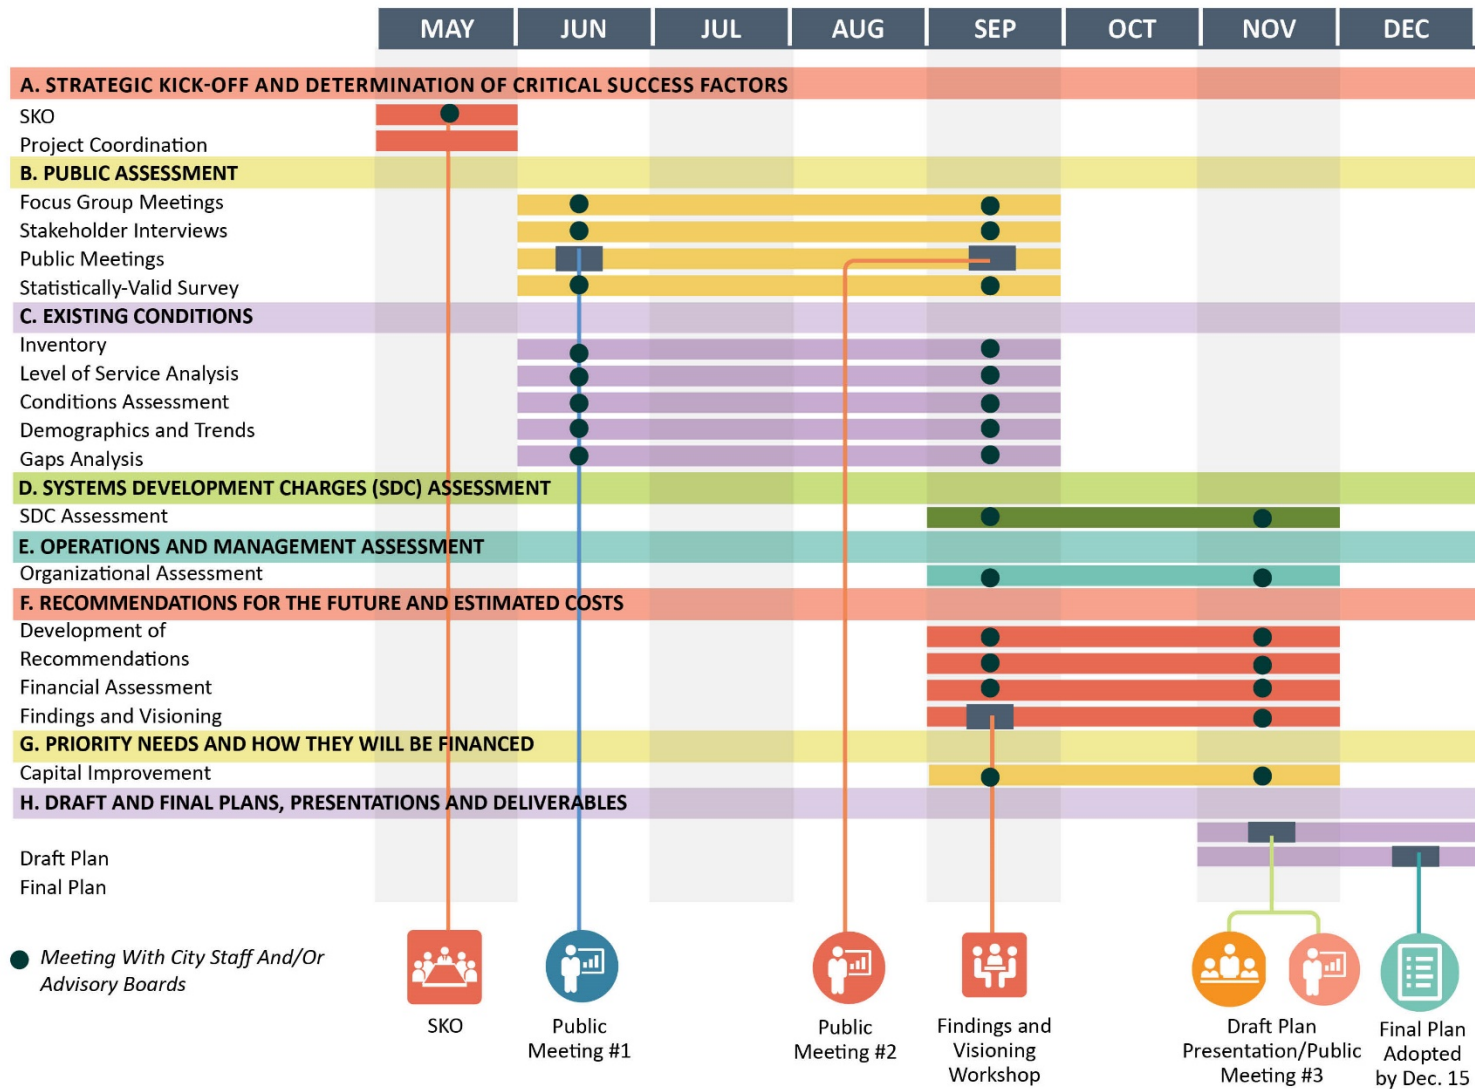 MAY JUN JUL AUG SEP OCT NOV DEC
A. STRATEGIC KICK-OFF AND DETERMINATION OF CRITICAL SUCCESS FACTORS
SKO
Project Coordination
B. PUBLIC ASSESSMENT
Focus Group Meetings
Stakeholder Interviews
Public Meetings
Statistically-Valid Survey
C. EXISTING CONDITIONS
Inventory
Level of Service Analysis
Conditions Assessment
Demographics and Trends
Gaps Analysis
D. SYSTEMS DEVELOPMENT CHARGES (SDC) ASSESSMENT
SDC Assessment
E. OPERATIONS AND MANAGEMENT ASSESSMENT
Organizational Assessment
F. RECOMMENDATIONS FOR THE FUTURE AND ESTIMATED COSTS
Development of
Recommendations
Financial Assessment
Findings and Visioning
G. PRIORITY NEEDS AND HOW THEY WILL BE FINANCED
Capital Improvement
H. DRAFT AND FINAL PLANS, PRESENTATIONS AND DELIVERABLES
Draft Plan
Final Plan
Meeting With City Staff And/Or
Advisory Boards
SKO
Public
Meeting #1
Public
Meeting #2
Findings and
Visioning
Workshop
Draft Plan
Presentation/Public
Meeting #3
Final Plan
Adopted
by Dec. 15